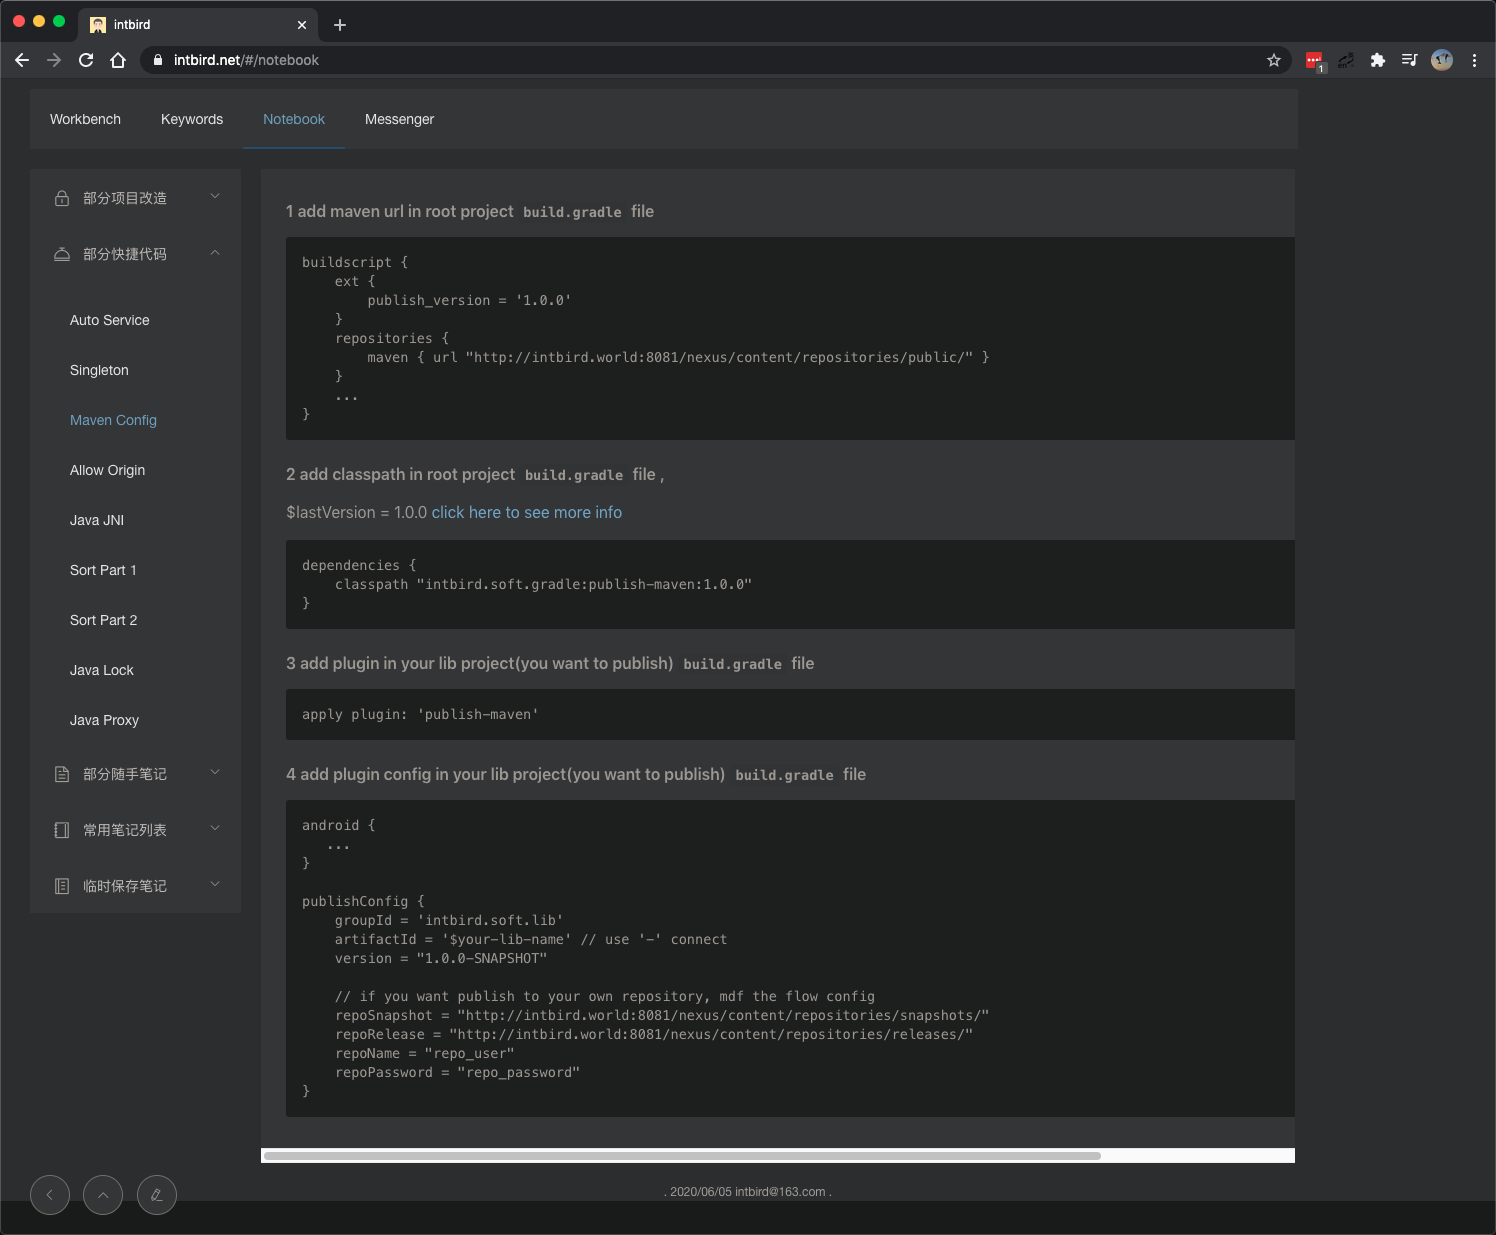 intbird
intbird.net/#/notebook
1
Workbench Keywords Notebook Messenger
部分项目改造
部分快捷代码
Auto Service
Singleton
Maven Config
Allow Origin
Java JNI
Sort Part 1
Sort Part 2
Java Lock
Java Proxy
部分随手笔记
常用笔记列表
临时保存笔记
1 add maven url in root project build.gradle file
buildscript {
    ext {
        publish_version = '1.0.0'
    }
    repositories {
        maven { url "http://intbird.world:8081/nexus/content/repositories/public/" }
    }
    ...
}
2 add classpath in root project build.gradle file ,
$lastVersion = 1.0.0 click here to see more info
dependencies {
    classpath "intbird.soft.gradle:publish-maven:1.0.0"
}
3 add plugin in your lib project(you want to publish) build.gradle file
apply plugin: 'publish-maven'
4 add plugin config in your lib project(you want to publish) build.gradle file
android {
   ...
}
publishConfig {
    groupId = 'intbird.soft.lib'
    artifactId = '$your-lib-name' // use '-' connect
    version = "1.0.0-SNAPSHOT"
    // if you want publish to your own repository, mdf the flow config
    repoSnapshot = "http://intbird.world:8081/nexus/content/repositories/snapshots/"
    repoRelease = "http://intbird.world:8081/nexus/content/repositories/releases/"
    repoName = "repo_user"
    repoPassword = "repo_password"
}
. 2020/06/05 intbird@163.com .